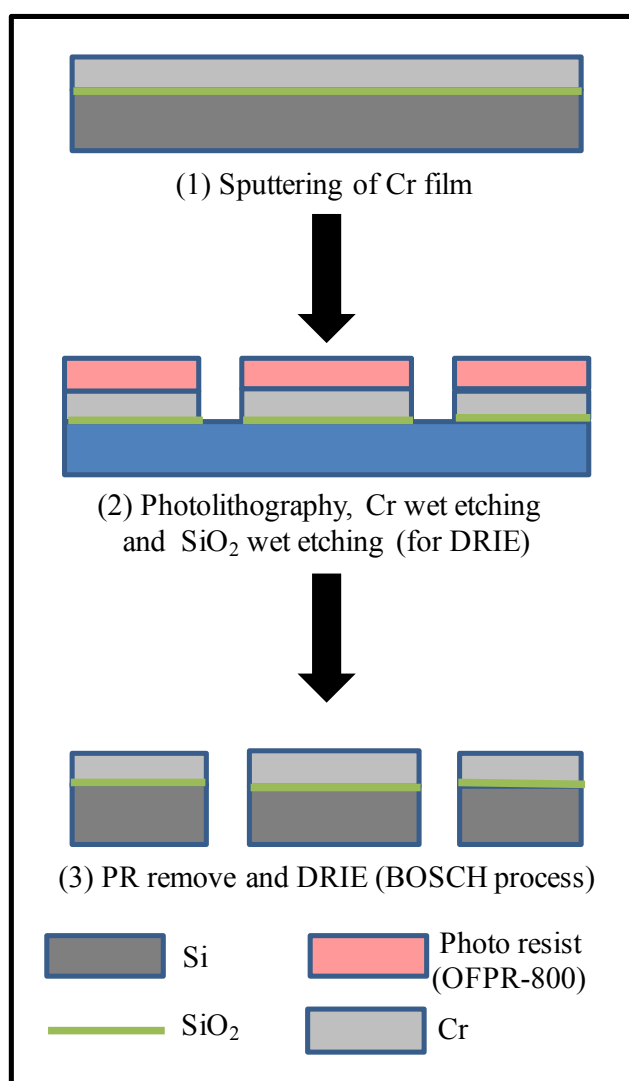 (1) Sputtering of Cr film
(2) Photolithography, Cr wet etching
and SiO₂ wet etching (for DRIE)
(3) PR remove and DRIE (BOSCH process)
Si
Photo resist
(OFPR-800)
SiO₂
Cr